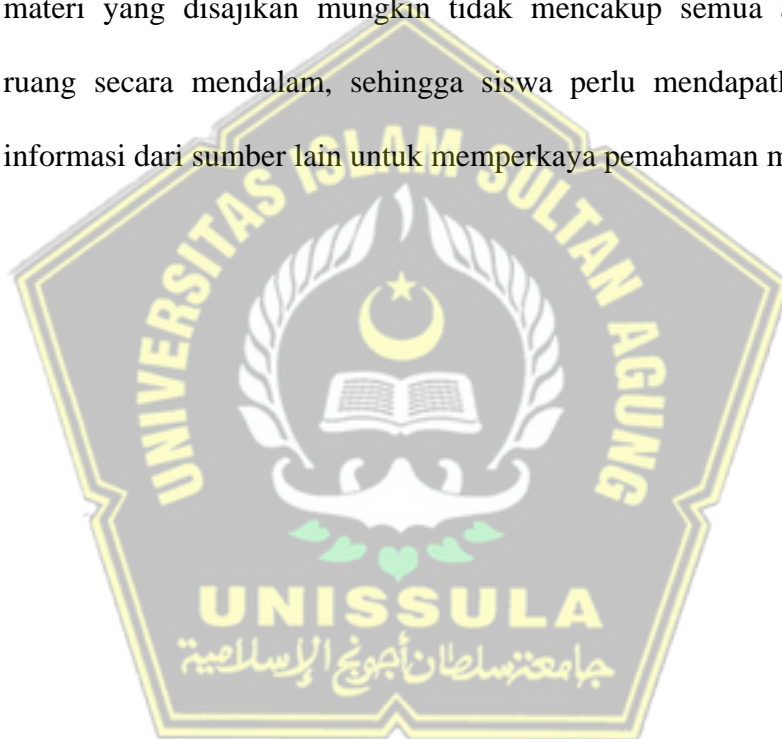 materi yang disajikan mungkin tidak mencakup semua
ruang secara mendalam, sehingga siswa perlu
informasi dari sumber lain untuk memperkaya pemahaman
UNIVERSITAS ISLAM SULTAN AGUNG
UNISSULA
جامعة سلطان أجونج الإسلامية